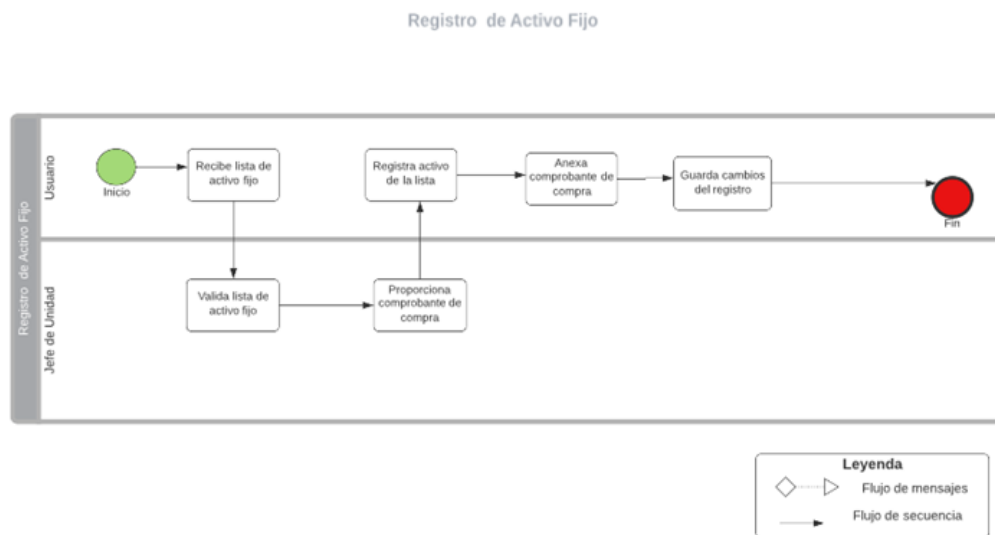 Registro de Activo Fijo
Registro de Activo Fijo
Usuario
Inicio
Recibe lista de
activo fijo
Registra activo
de la lista
Anexa
comprobante de
compra
Guarda cambios
del registro
Fin
Jefe de Unidad
Valida lista de
activo fijo
Proporciona
comprobante de
compra
Leyenda
Flujo de mensajes
Flujo de secuencia